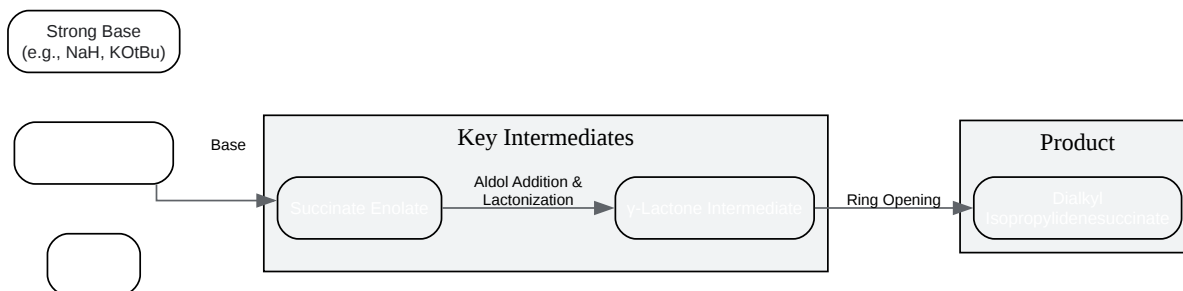 Strong Base
(e.g., NaH, KOtBu)
Base
Key Intermediates
Succinate Enolate
Aldol Addition &
Lactonization
γ-Lactone Intermediate
Ring Opening
Product
Dialkyl
Isopropylidenesuccinate